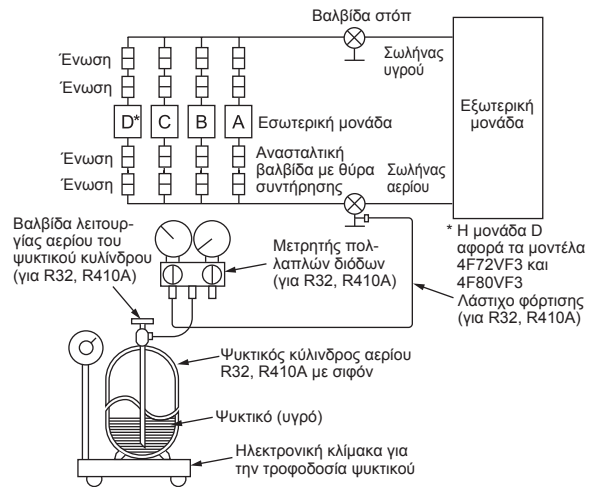 Βαλβίδα στόπ
Ένωση
Σωλήνας
υγρού
Ένωση
D*
C
B
A
Εσωτερική μονάδα
Εξωτερική
μονάδα
Ένωση
Ένωση
Ανασταλτική
βαλβίδα με θύρα
συντήρησης
Σωλήνας
αερίου
Βαλβίδα λειτουρ-
γίας αερίου του
ψυκτικού κυλίνδρου
(για R32, R410A)
Μετρητής πολ-
λαπλών διόδων
(για R32, R410A)
* Η μονάδα D
αφορά τα μοντέλα
4F72VF3 και
4F80VF3
Λάστιχο φόρτισης
(για R32, R410A)
Ψυκτικός κύλινδρος αερίου
R32, R410A με σιφόν
Ψυκτικό (υγρό)
Ηλεκτρονική κλίμακα για
την τροφοδοσία ψυκτικού